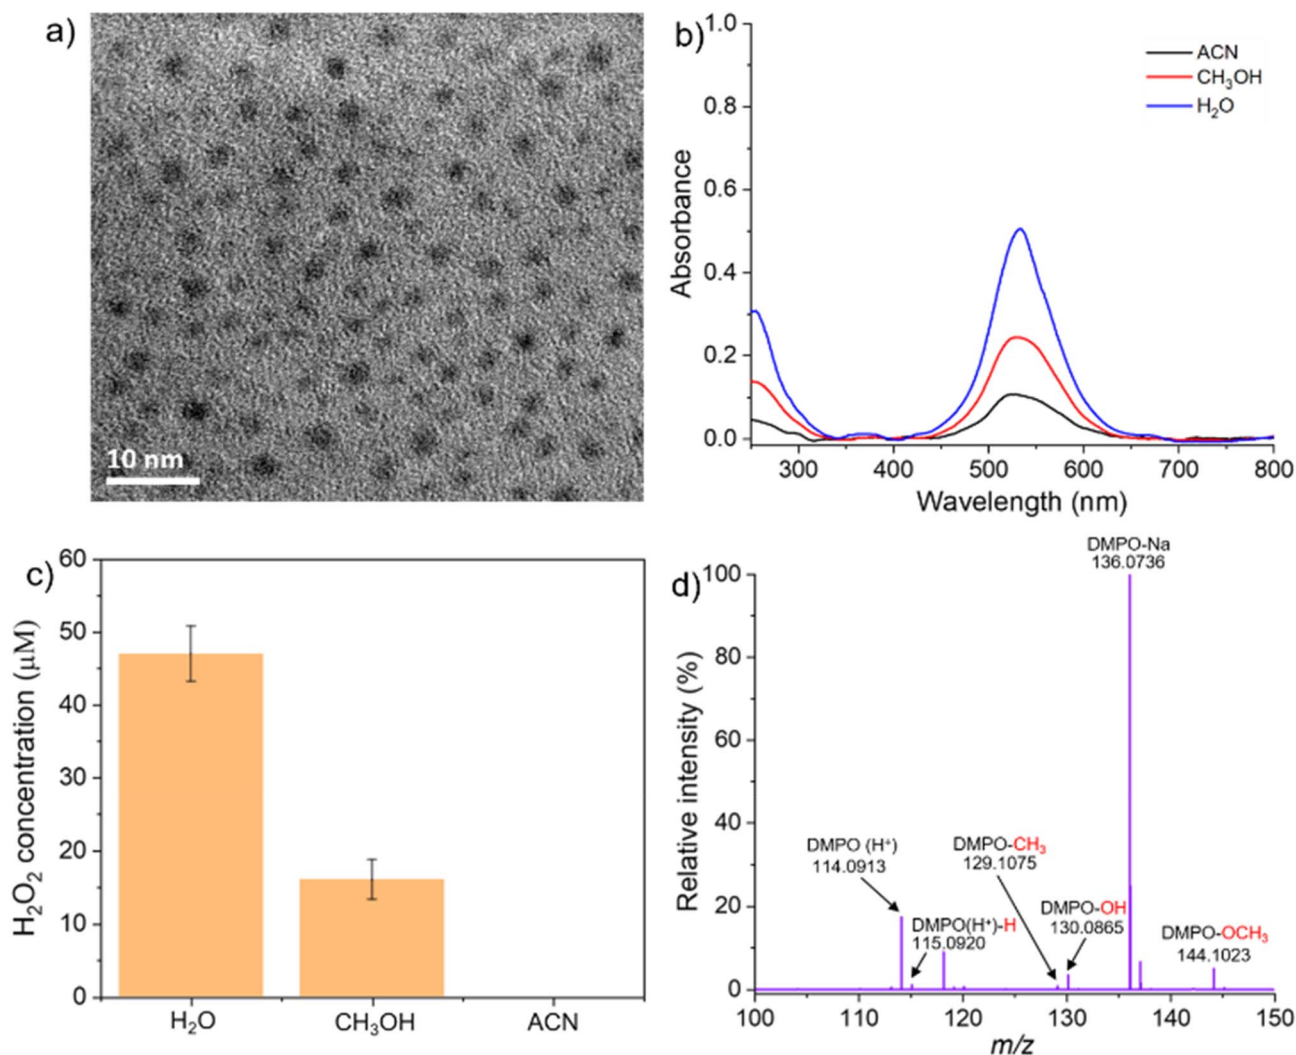 a)
10 nm
b)
1.0
0.8
0.6
0.4
0.2
0.0
Absorbance
300 400 500 600 700 800
Wavelength (nm)
ACN
CH₃OH
H₂O
c)
60
50
40
30
20
10
0
H₂O₂ concentration (μM)
H₂O CH₃OH ACN
d)
100
80
60
40
20
0
Relative intensity (%)
DMPO-Na
136.0736
DMPO (H⁺)
114.0913
DMPO-CH₃
129.1075
DMPO(H⁺)-H
115.0920
DMPO-OH
130.0865
DMPO-OCH₃
144.1023
100 110 120 130 140 150
m/z